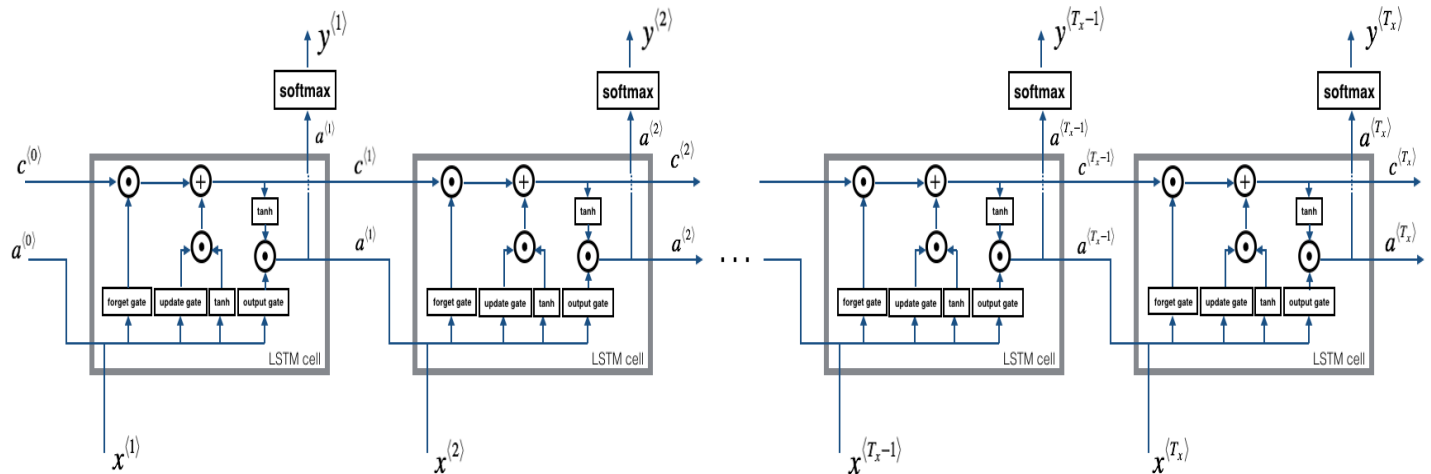 y⟨1⟩ y⟨2⟩ y⟨Tx−1⟩ y⟨Tx⟩
softmax softmax softmax softmax
a⟨1⟩ a⟨2⟩ a⟨Tx−1⟩ a⟨Tx⟩
c⟨0⟩ c⟨1⟩ c⟨2⟩ c⟨Tx−1⟩ c⟨Tx⟩
+ + + +
tanh tanh tanh tanh
a⟨0⟩ a⟨1⟩ a⟨2⟩ ... a⟨Tx−1⟩ a⟨Tx⟩
forget gate update gate tanh output gate forget gate update gate tanh output gate forget gate update gate tanh output gate forget gate update gate tanh output gate
LSTM cell LSTM cell LSTM cell LSTM cell
x⟨1⟩ x⟨2⟩ x⟨Tx−1⟩ x⟨Tx⟩